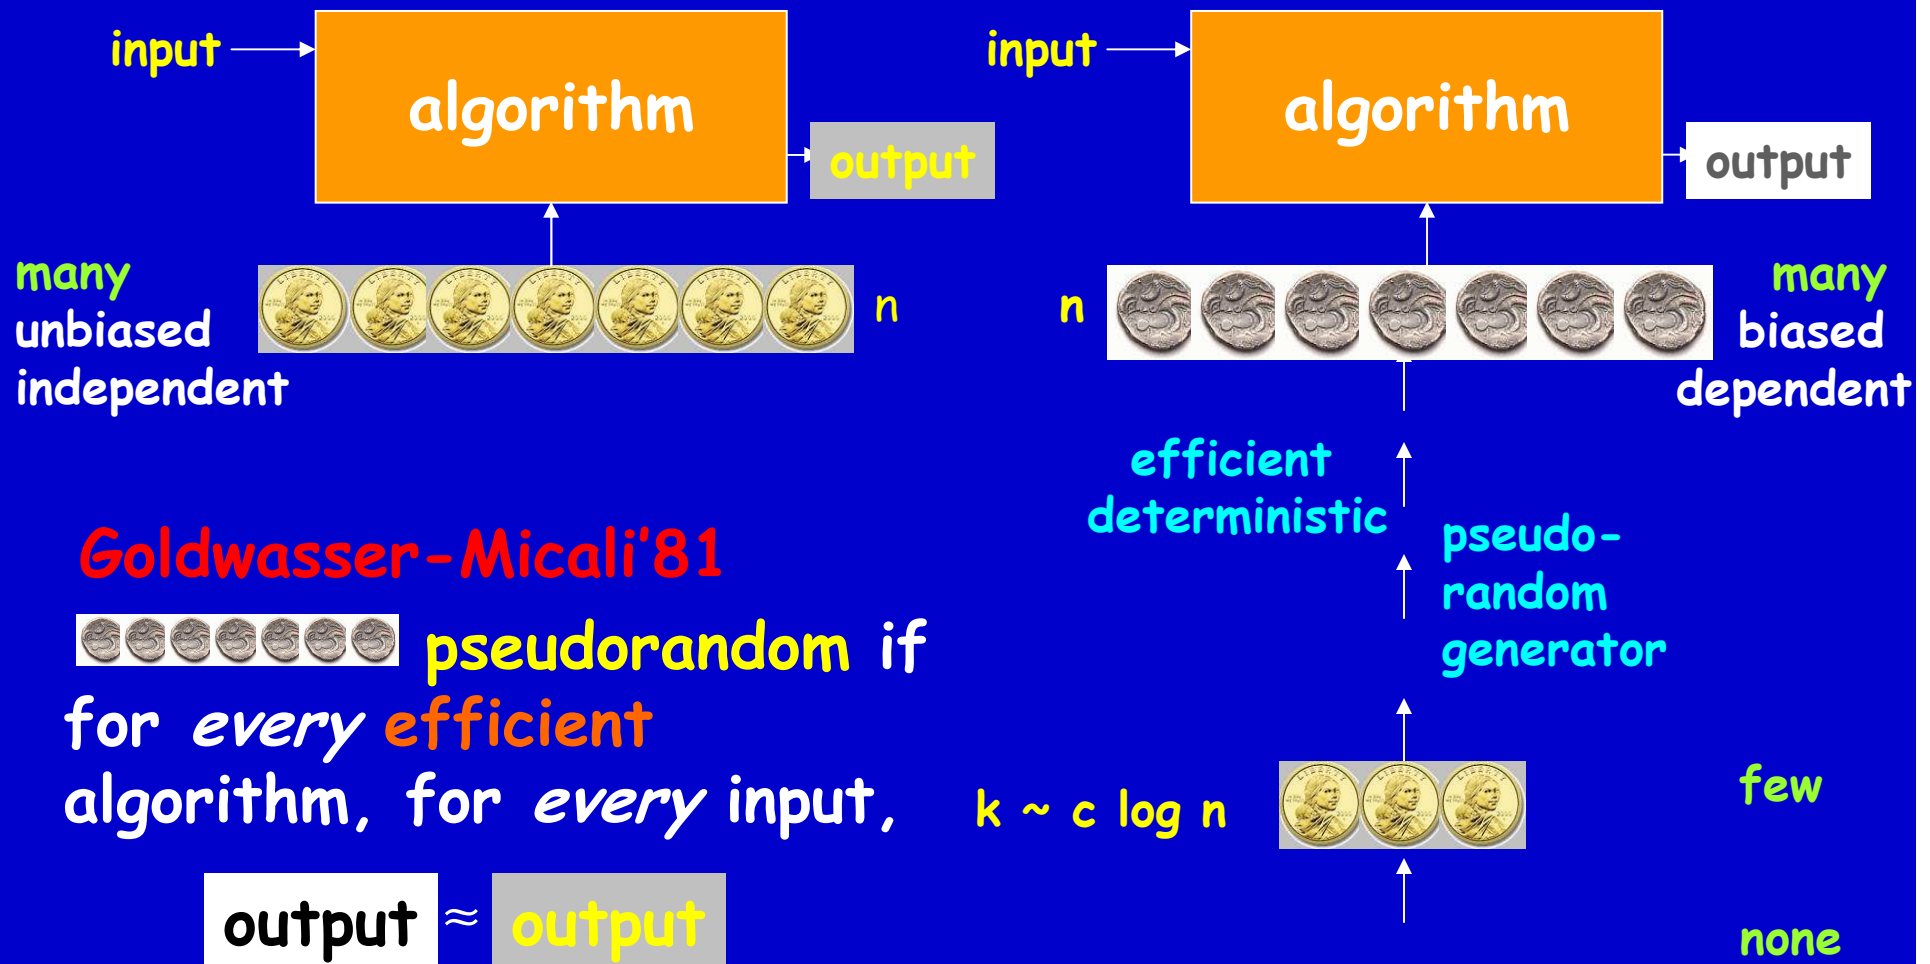 input
algorithm
output
many
unbiased
independent
n
input
algorithm
output
n
many
biased
dependent
efficient
deterministic
pseudo-
random
generator
Goldwasser-Micali'81
pseudorandom if
for every efficient
algorithm, for every input,
output ≈ output
k ~ c log n
few
none